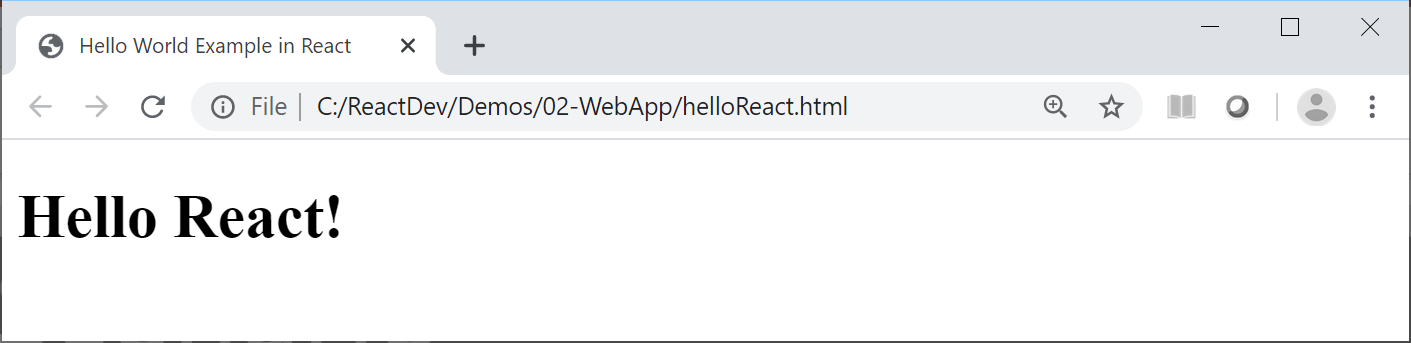 Hello World Example in React
File C:/ReactDev/Demos/02-WebApp/helloReact.html
Hello React!